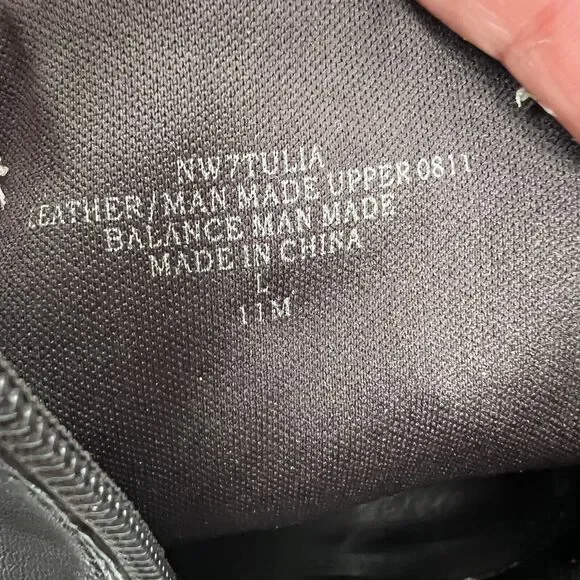 NW7TULIA
LEATHER/MAN MADE UPPER 0811
BALANCE MAN MADE
MADE IN CHINA
L
11M